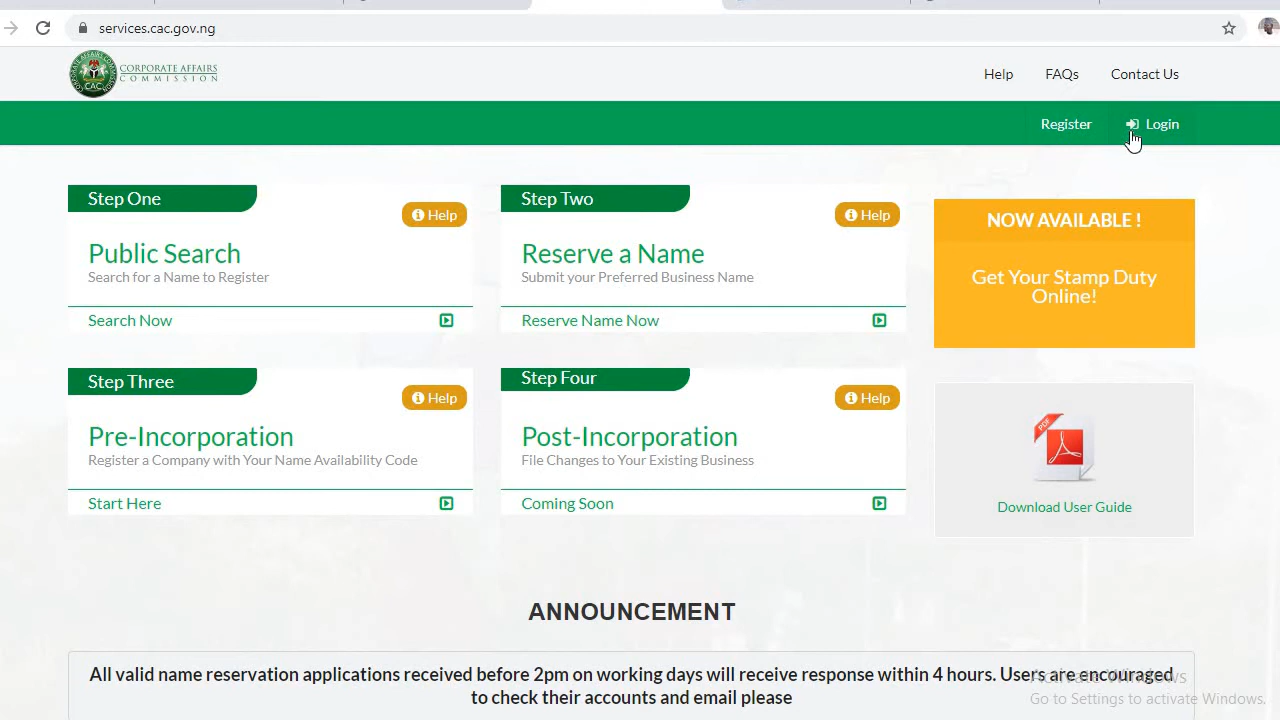 services.cac.gov.ng
CORPORATE AFFAIRS
COMMISSION
CAC
Help
FAQs
Contact Us
Register
Login
Step One
Help
Public Search
Search for a Name to Register
Search Now
Step Two
Help
Reserve a Name
Submit your Preferred Business Name
Reserve Name Now
NOW AVAILABLE !
Get Your Stamp Duty
Online!
Step Three
Help
Pre-Incorporation
Register a Company with Your Name Availability Code
Start Here
Step Four
Help
Post-Incorporation
File Changes to Your Existing Business
Coming Soon
PDF
Download User Guide
ANNOUNCEMENT
All valid name reservation applications received before 2pm on working days will receive response within 4 hours. Users are encouraged
to check their accounts and email please
Activate Windows
Go to Settings to activate Windows.